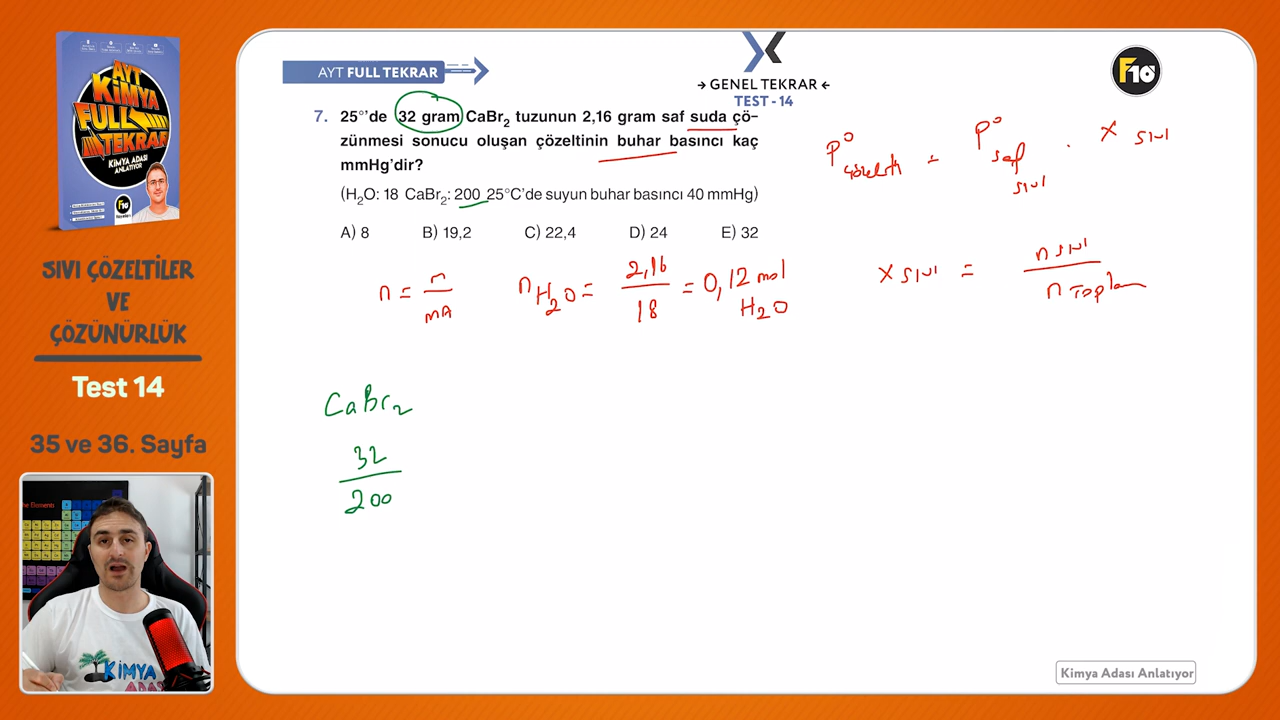 AYT
KİMYA
FULL
TEKRAR
KİMYA ADASI
ANLATIYOR
F10
SIVI ÇÖZELTİLER
VE
ÇÖZÜNÜRLÜK
Test 14
35 ve 36. Sayfa
KİMYA
ADASI
AYT FULL TEKRAR
GENEL TEKRAR
TEST - 14
F10
7. 25°'de 32 gram CaBr₂ tuzunun 2,16 gram saf suda çö-
zünmesi sonucu oluşan çözeltinin buhar basıncı kaç
mmHg'dir?
(H₂O: 18 CaBr₂: 200 25°C'de suyun buhar basıncı 40 mmHg)
A) 8 B) 19,2 C) 22,4 D) 24 E) 32
P° çözelti = P° saf sıvı . X sıvı
n = m / mA
nH₂O = 2,16 / 18 = 0,12 mol H₂O
X sıvı = n sıvı / n Toplam
CaBr₂
32
200
Kimya Adası Anlatıyor